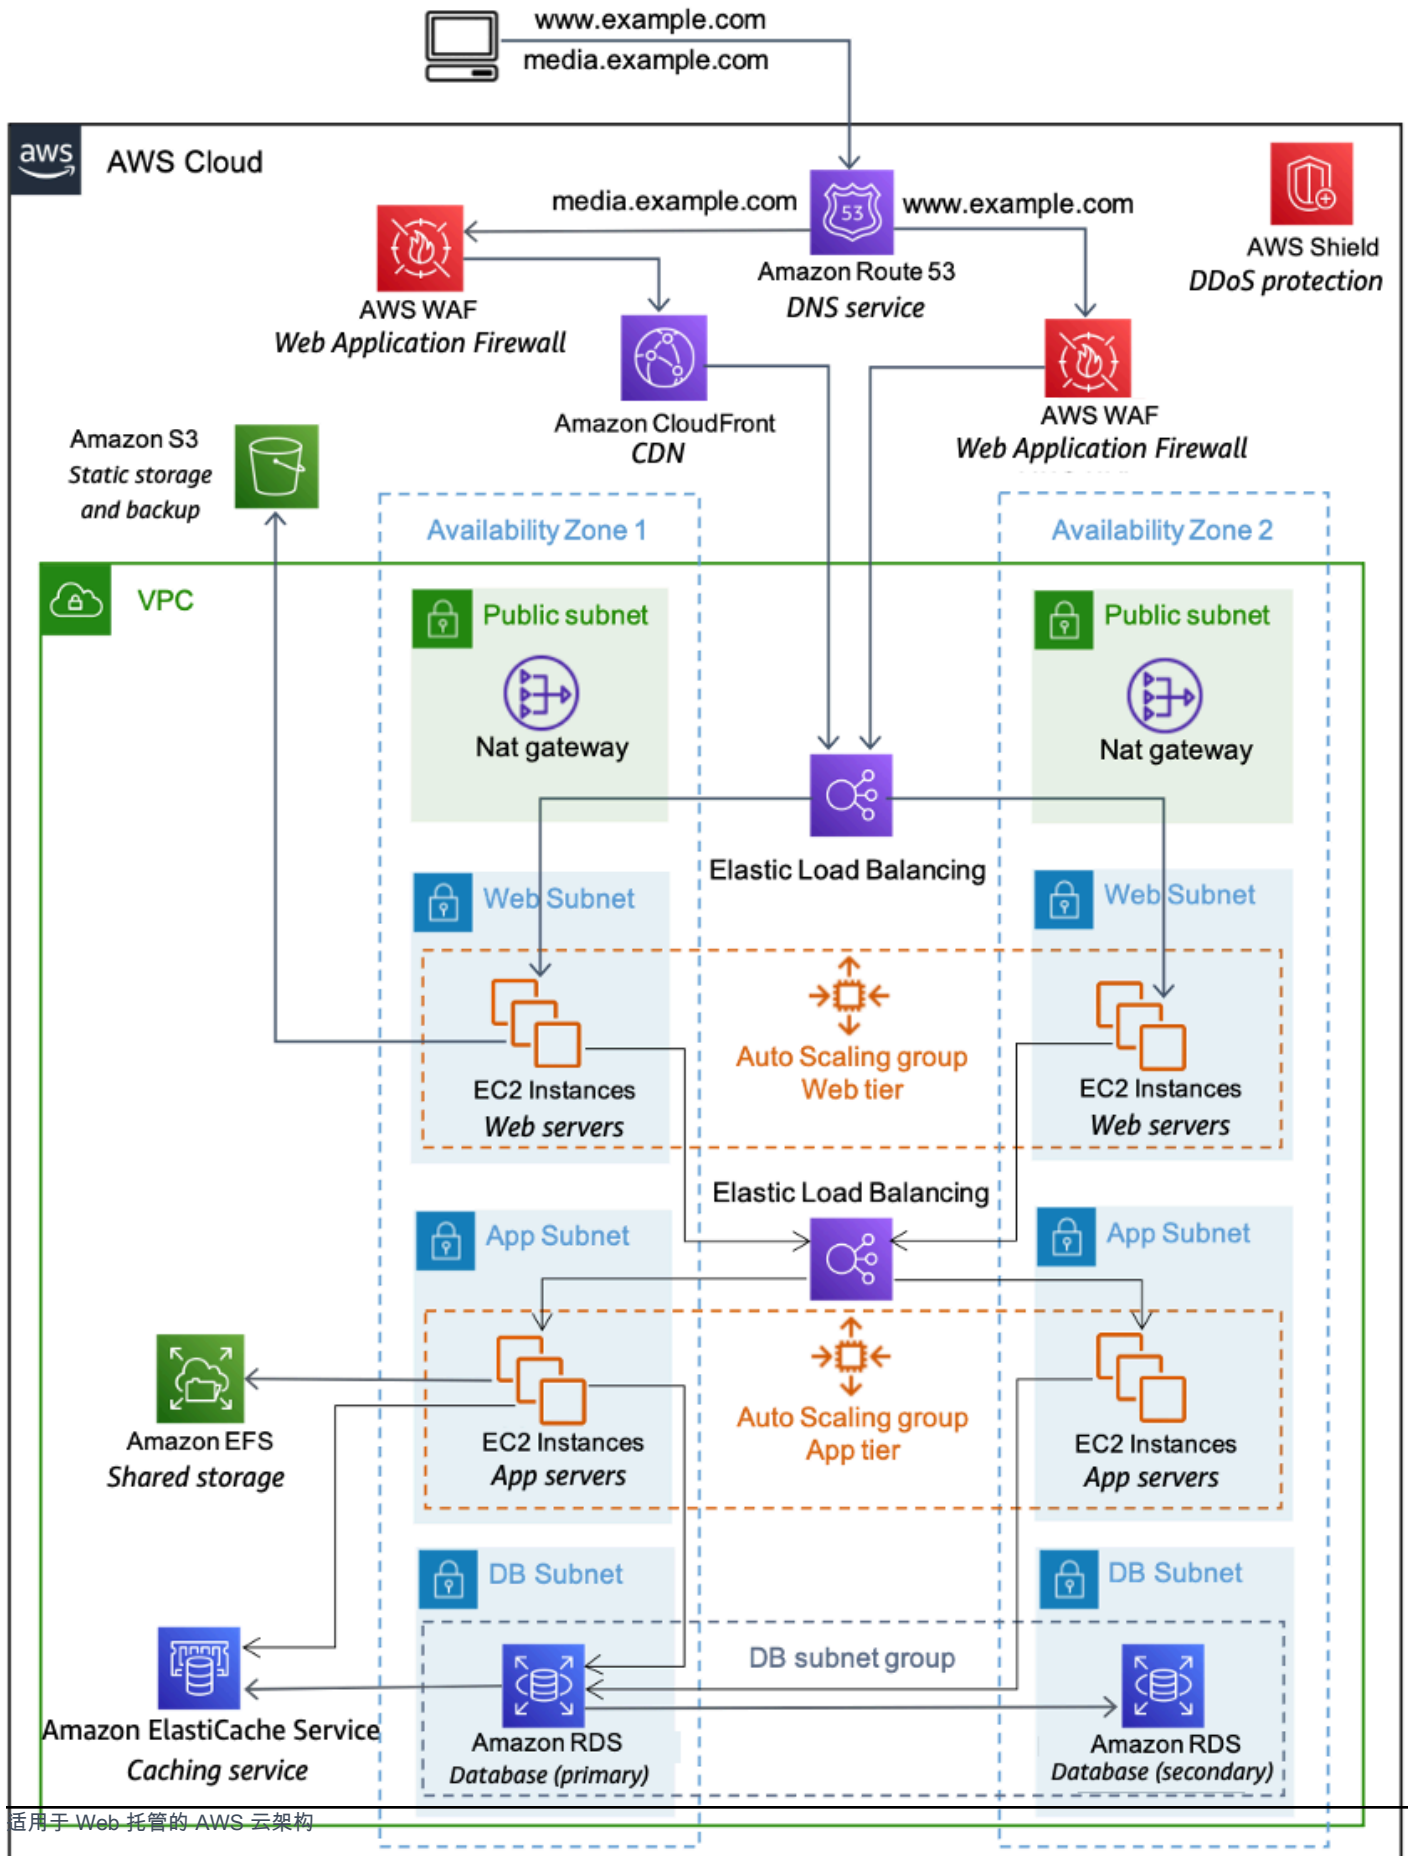 www.example.com
media.example.com
aws
AWS Cloud
media.example.com
53
www.example.com
Amazon Route 53
DNS service
AWS Shield
DDoS protection
AWS WAF
Web Application Firewall
Amazon CloudFront
CDN
AWS WAF
Web Application Firewall
Amazon S3
Static storage
and backup
Availability Zone 1
Availability Zone 2
VPC
Public subnet
Nat gateway
Public subnet
Nat gateway
Elastic Load Balancing
Web Subnet
Web Subnet
EC2 Instances
Web servers
Auto Scaling group
Web tier
EC2 Instances
Web servers
Elastic Load Balancing
App Subnet
App Subnet
Amazon EFS
Shared storage
EC2 Instances
App servers
Auto Scaling group
App tier
EC2 Instances
App servers
DB Subnet
DB Subnet
DB subnet group
Amazon ElastiCache Service
Caching service
Amazon RDS
Database (primary)
Amazon RDS
Database (secondary)
适用于 Web 托管的 AWS 云架构